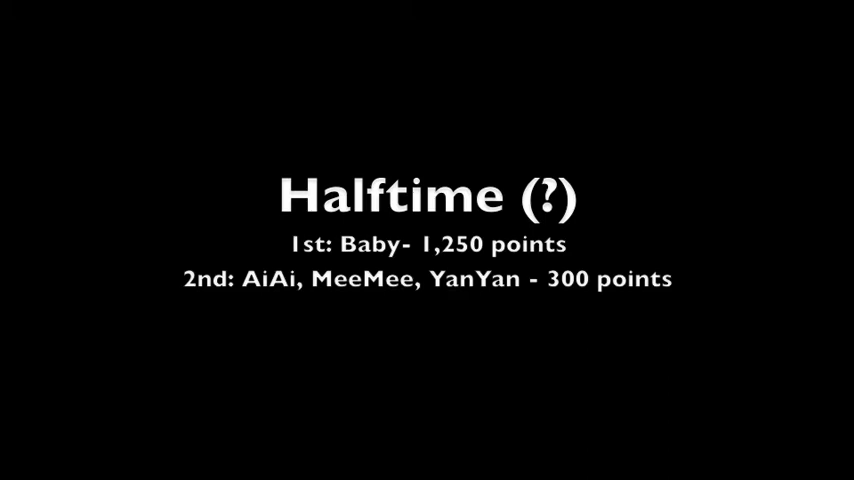 Halftime (?)
1st: Baby- 1,250 points
2nd: AiAi, MeeMee, YanYan - 300 points